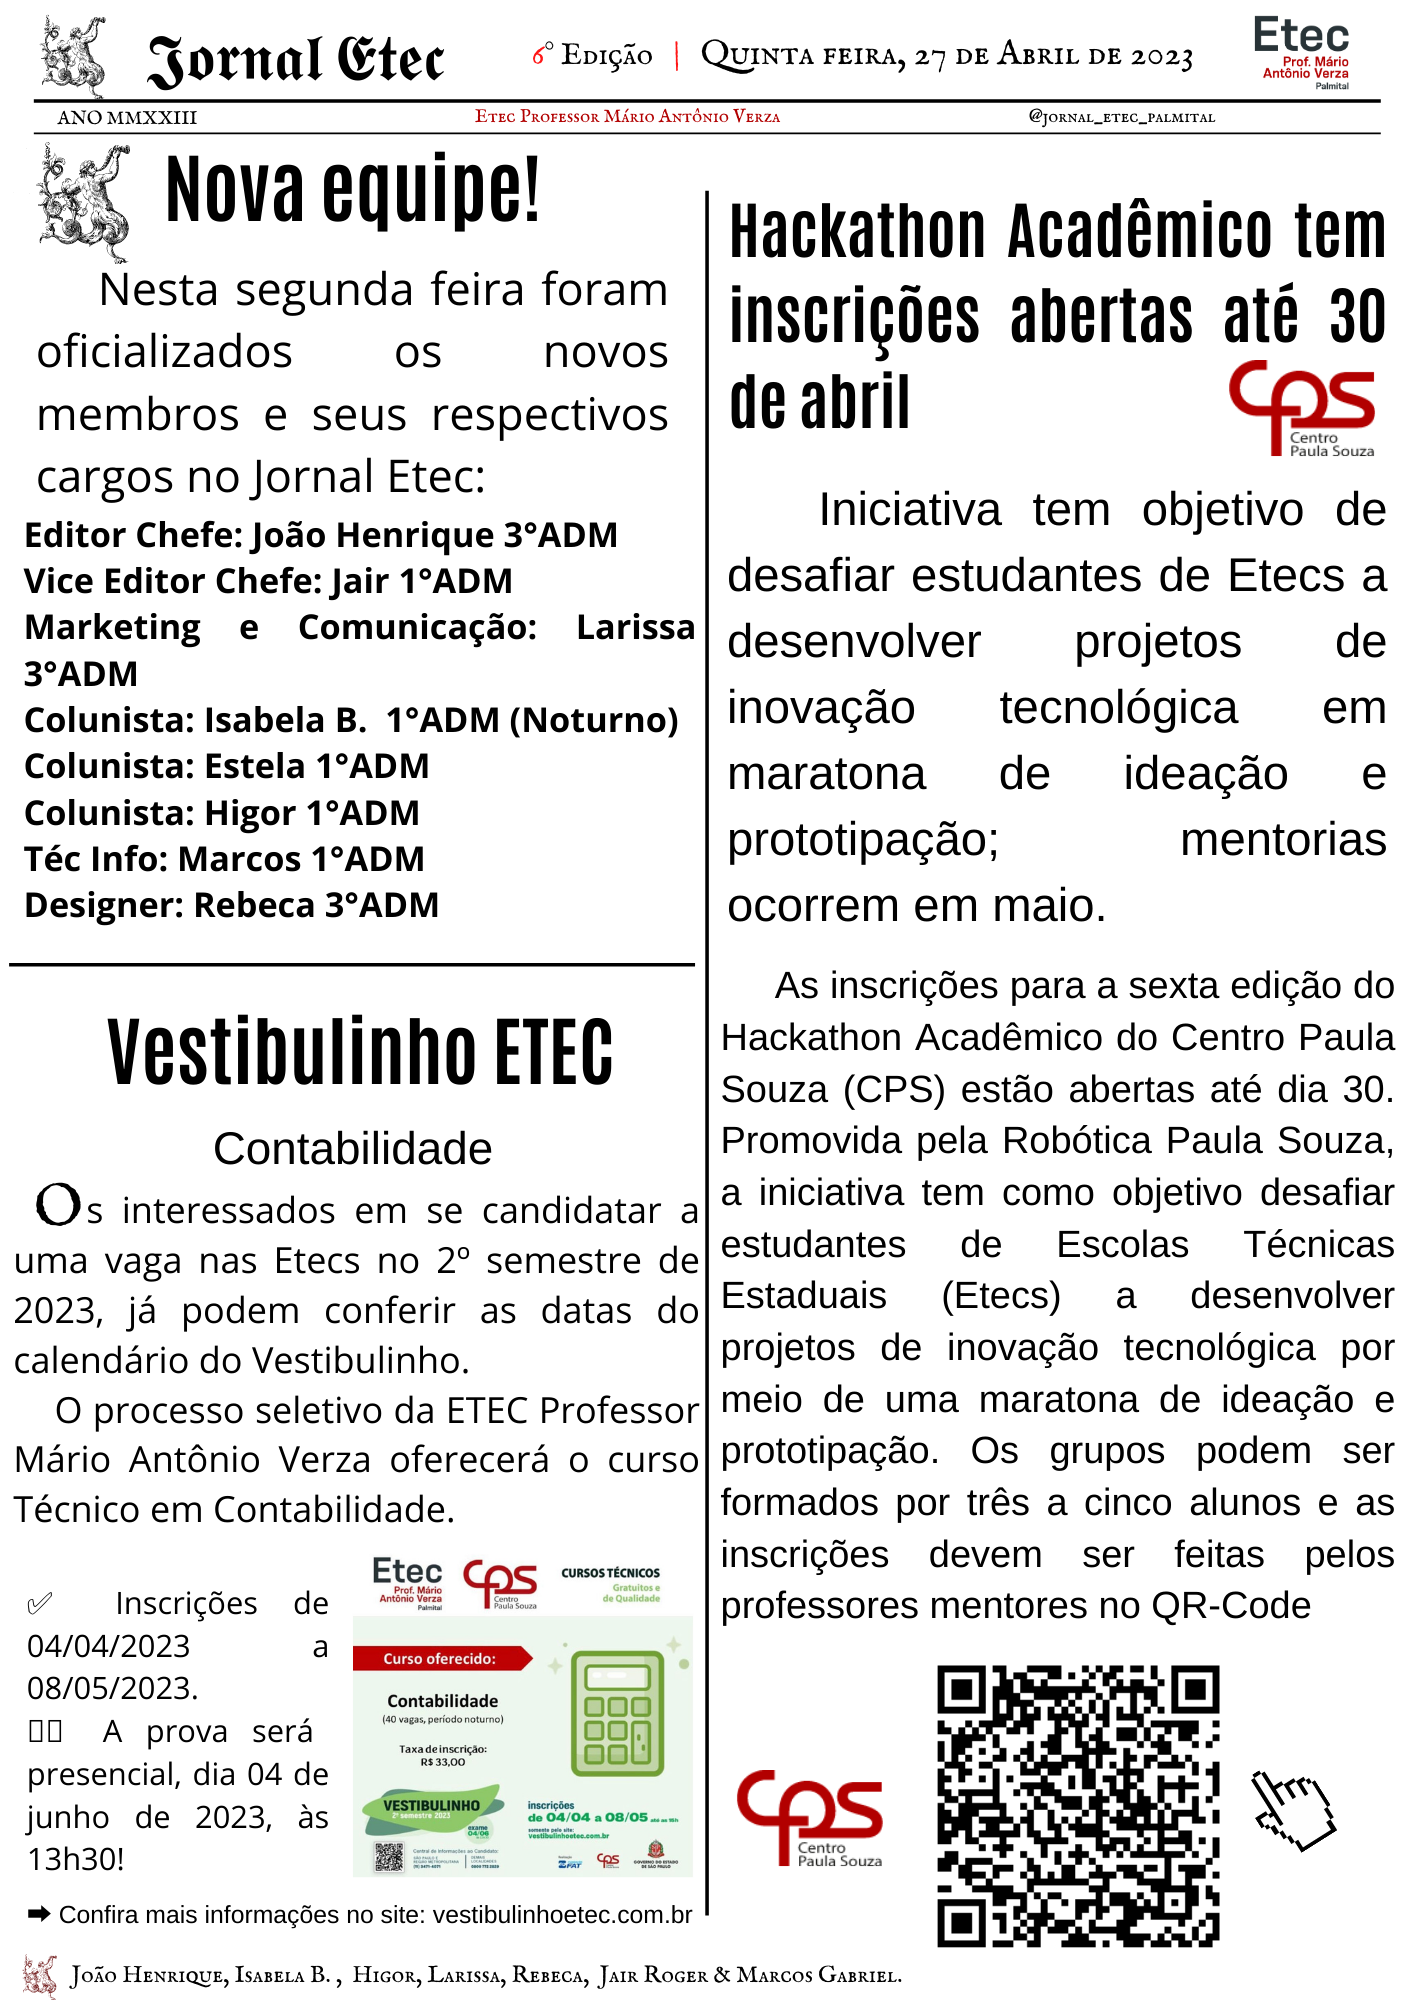 Jornal Etec
6° Edição | Quinta feira, 27 de Abril de 2023
Etec
Prof. Mário
Antônio Verza
Palmital
ANO MMXXIII
Etec Professor Mário Antônio Verza
@jornal_etec_palmital
Nova equipe!
Nesta segunda feira foram
oficializados os novos
membros e seus respectivos
cargos no Jornal Etec:
Editor Chefe: João Henrique 3°ADM
Vice Editor Chefe: Jair 1°ADM
Marketing e Comunicação: Larissa
3°ADM
Colunista: Isabela B. 1°ADM (Noturno)
Colunista: Estela 1°ADM
Colunista: Higor 1°ADM
Téc Info: Marcos 1°ADM
Designer: Rebeca 3°ADM
Vestibulinho ETEC
Contabilidade
Os interessados em se candidatar a
uma vaga nas Etecs no 2º semestre de
2023, já podem conferir as datas do
calendário do Vestibulinho.
O processo seletivo da ETEC Professor
Mário Antônio Verza oferecerá o curso
Técnico em Contabilidade.
✅ Inscrições de
04/04/2023 a
08/05/2023.
A prova será
presencial, dia 04 de
junho de 2023, às
13h30!
Etec
Prof. Mário
Antônio Verza
Palmital
CPS
Centro
Paula Souza
CURSOS TÉCNICOS
Gratuitos e
de Qualidade
Curso oferecido:
Contabilidade
(40 vagas, período noturno)
Taxa de inscrição:
R$ 33,00
VESTIBULINHO
2º semestre 2023
exame
04/06
inscrições
de 04/04 a 08/05 até as 15h
somente pelo site:
vestibulinhoetec.com.br
Central de Informações ao Candidato:
FAT
CPS
GOVERNO DO ESTADO
DE SÃO PAULO
➡ Confira mais informações no site: vestibulinhoetec.com.br
Hackathon Acadêmico tem
inscrições abertas até 30
de abril
CPS
Centro
Paula Souza
Iniciativa tem objetivo de
desafiar estudantes de Etecs a
desenvolver projetos de
inovação tecnológica em
maratona de ideação e
prototipação; mentorias
ocorrem em maio.
As inscrições para a sexta edição do
Hackathon Acadêmico do Centro Paula
Souza (CPS) estão abertas até dia 30.
Promovida pela Robótica Paula Souza,
a iniciativa tem como objetivo desafiar
estudantes de Escolas Técnicas
Estaduais (Etecs) a desenvolver
projetos de inovação tecnológica por
meio de uma maratona de ideação e
prototipação. Os grupos podem ser
formados por três a cinco alunos e as
inscrições devem ser feitas pelos
professores mentores no QR-Code
CPS
Centro
Paula Souza
João Henrique, Isabela B. , Higor, Larissa, Rebeca, Jair Roger & Marcos Gabriel.